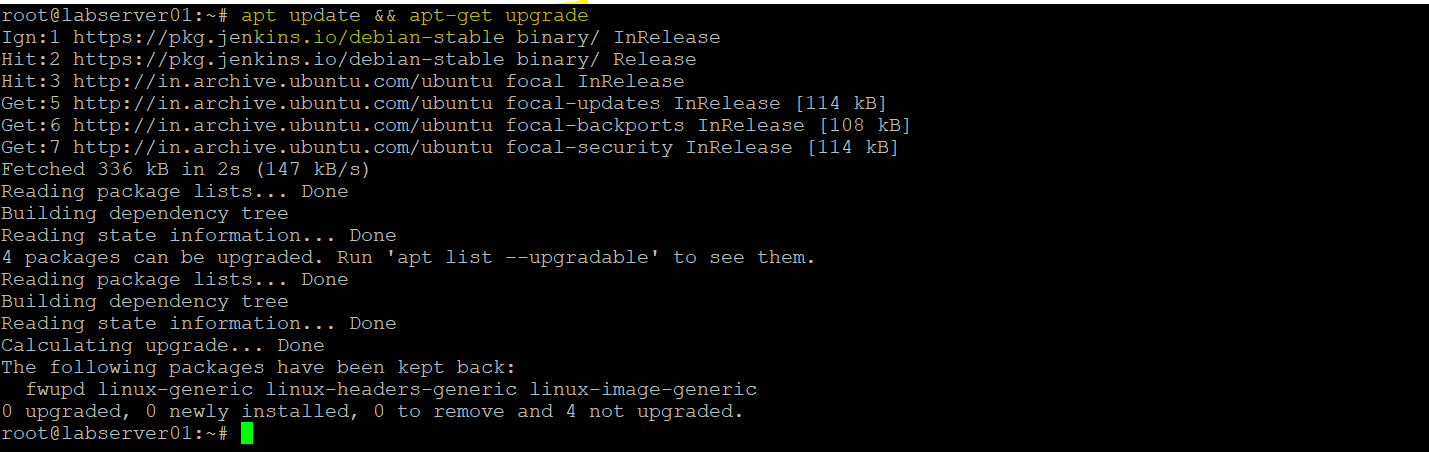 root@labserver01:~# apt update && apt-get upgrade
Ign:1 https://pkg.jenkins.io/debian-stable binary/ InRelease
Hit:2 https://pkg.jenkins.io/debian-stable binary/ Release
Hit:3 http://in.archive.ubuntu.com/ubuntu focal InRelease
Get:5 http://in.archive.ubuntu.com/ubuntu focal-updates InRelease [114 kB]
Get:6 http://in.archive.ubuntu.com/ubuntu focal-backports InRelease [108 kB]
Get:7 http://in.archive.ubuntu.com/ubuntu focal-security InRelease [114 kB]
Fetched 336 kB in 2s (147 kB/s)
Reading package lists... Done
Building dependency tree
Reading state information... Done
4 packages can be upgraded. Run 'apt list --upgradable' to see them.
Reading package lists... Done
Building dependency tree
Reading state information... Done
Calculating upgrade... Done
The following packages have been kept back:
  fwupd linux-generic linux-headers-generic linux-image-generic
0 upgraded, 0 newly installed, 0 to remove and 4 not upgraded.
root@labserver01:~#